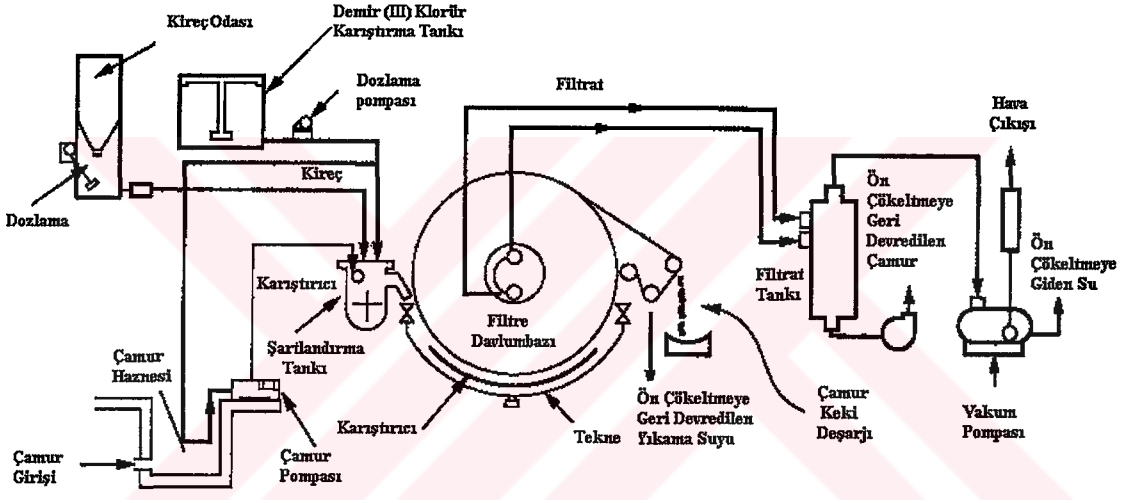 Kireç Odası
Demir (III) Klorür
Karıştırma Tankı
Dozlama
pompası
Filtrat
Hava
Çıkışı
Kireç
Dozlama
Ön
Çökeltmeye
Geri
Devredilen
Çamur
Ön
Çökeltmeye
Giden Su
Karıştırıcı
Filtrat
Tankı
Filtre
Davlumbazı
Şartlandırma
Tankı
Çamur
Haznesi
Ön Çökeltmeye
Geri Devredilen
Yıkama Suyu
Çamur
Keki
Deşarjı
Vakum
Pompası
Karıştırıcı
Tekne
Çamur
Girişi
Çamur
Pompası